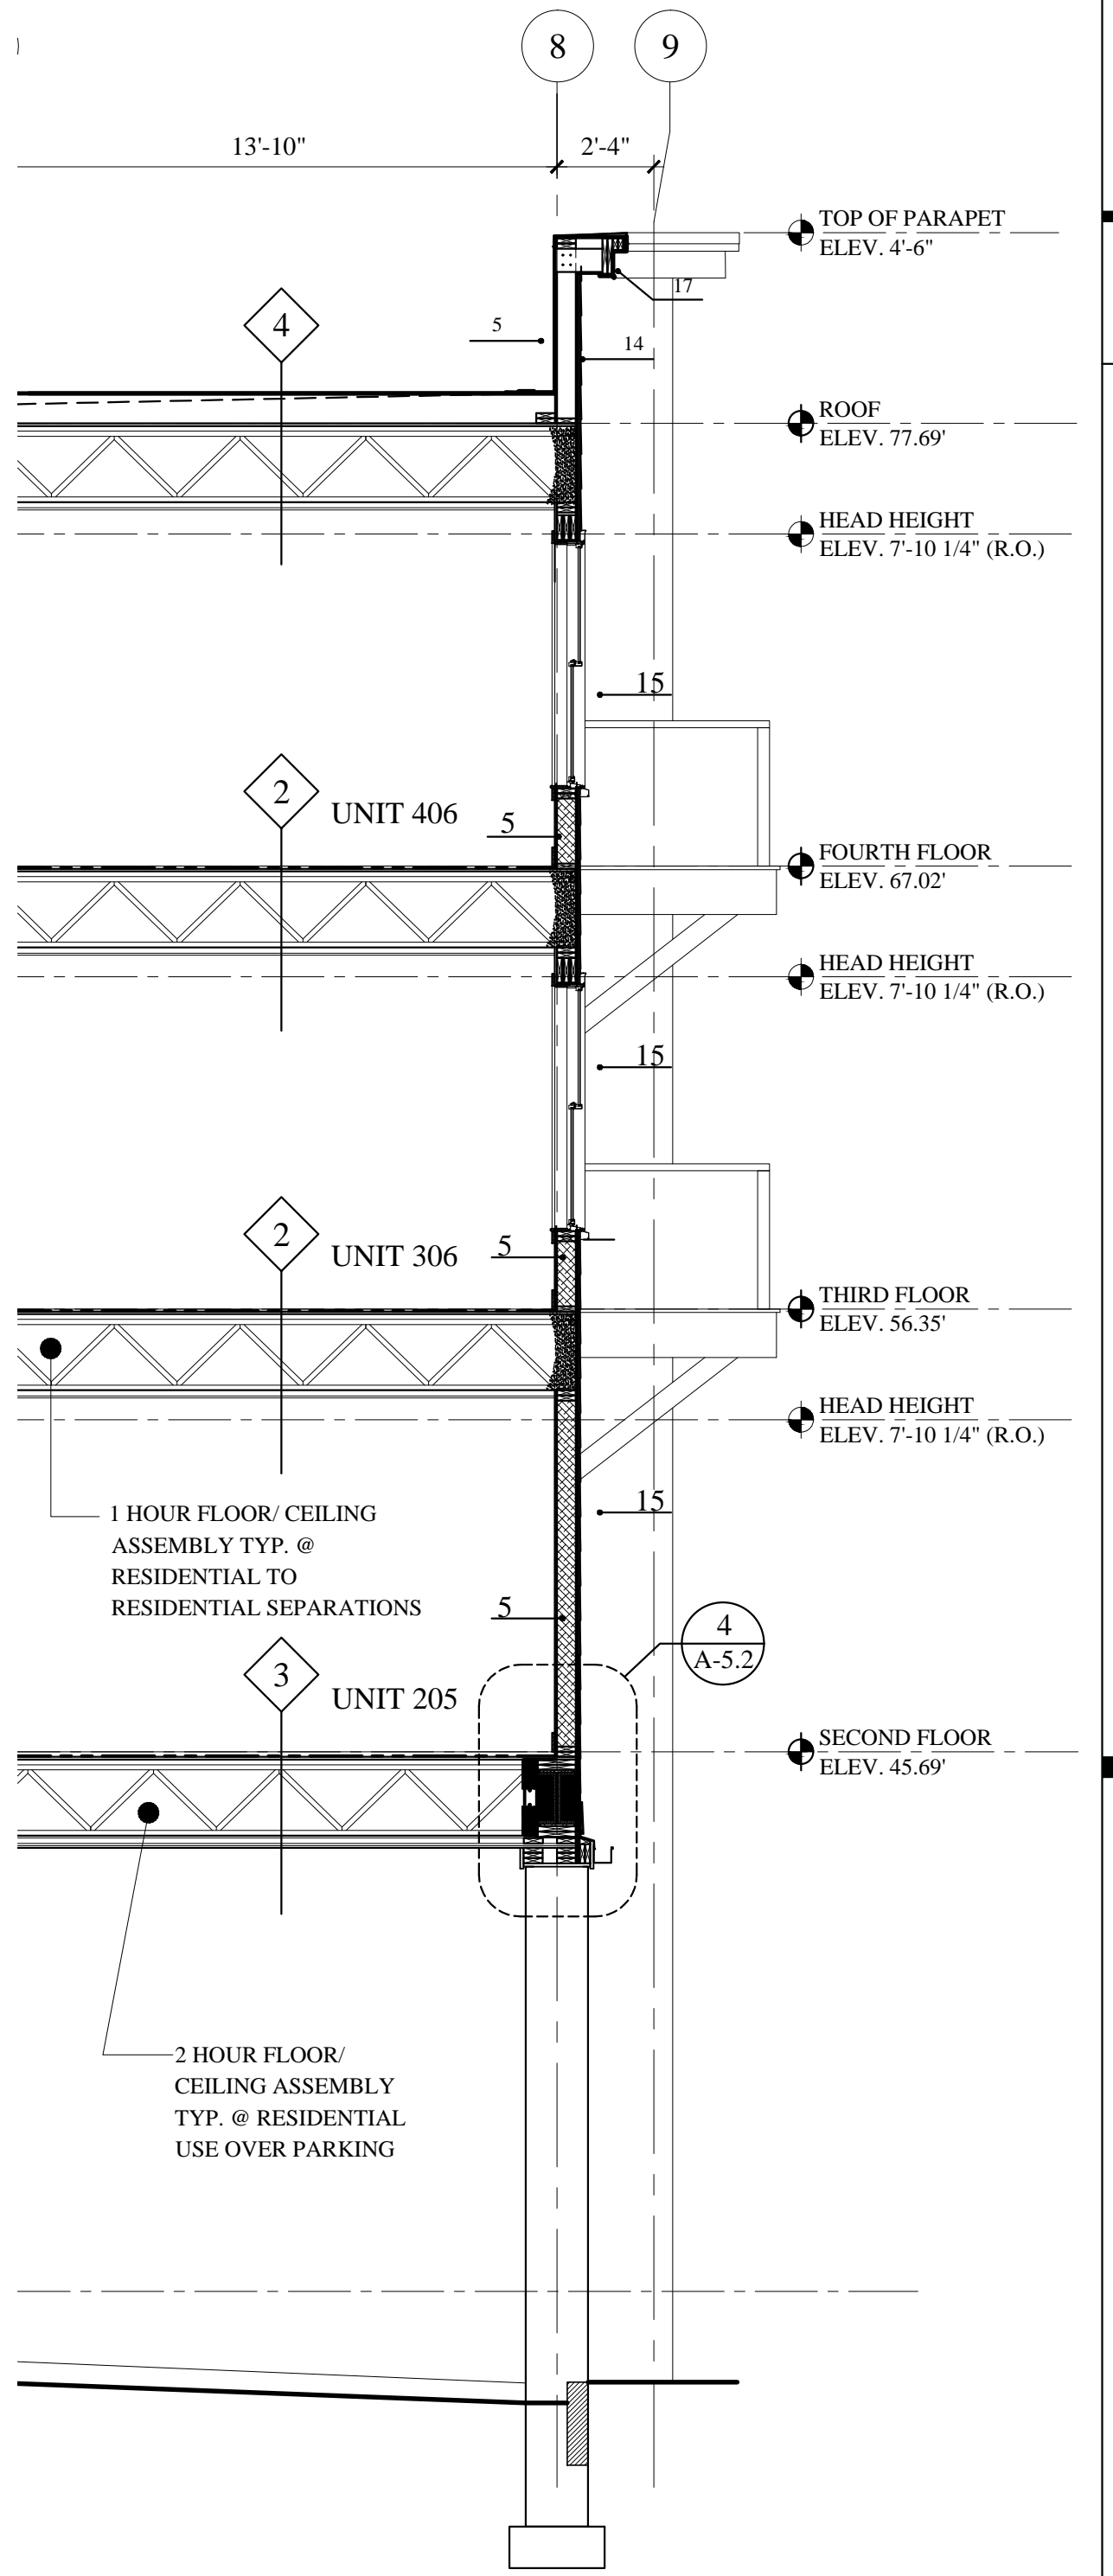 8
9
13'-10"
2'-4"
TOP OF PARAPET
ELEV. 4'-6"
17
4
5
14
ROOF
ELEV. 77.69'
HEAD HEIGHT
ELEV. 7'-10 1/4" (R.O.)
15
2
UNIT 406
5
FOURTH FLOOR
ELEV. 67.02'
HEAD HEIGHT
ELEV. 7'-10 1/4" (R.O.)
15
2
UNIT 306
5
THIRD FLOOR
ELEV. 56.35'
HEAD HEIGHT
ELEV. 7'-10 1/4" (R.O.)
15
1 HOUR FLOOR/ CEILING
ASSEMBLY TYP. @
RESIDENTIAL TO
RESIDENTIAL SEPARATIONS
5
4
A-5.2
3
UNIT 205
SECOND FLOOR
ELEV. 45.69'
2 HOUR FLOOR/
CEILING ASSEMBLY
TYP. @ RESIDENTIAL
USE OVER PARKING